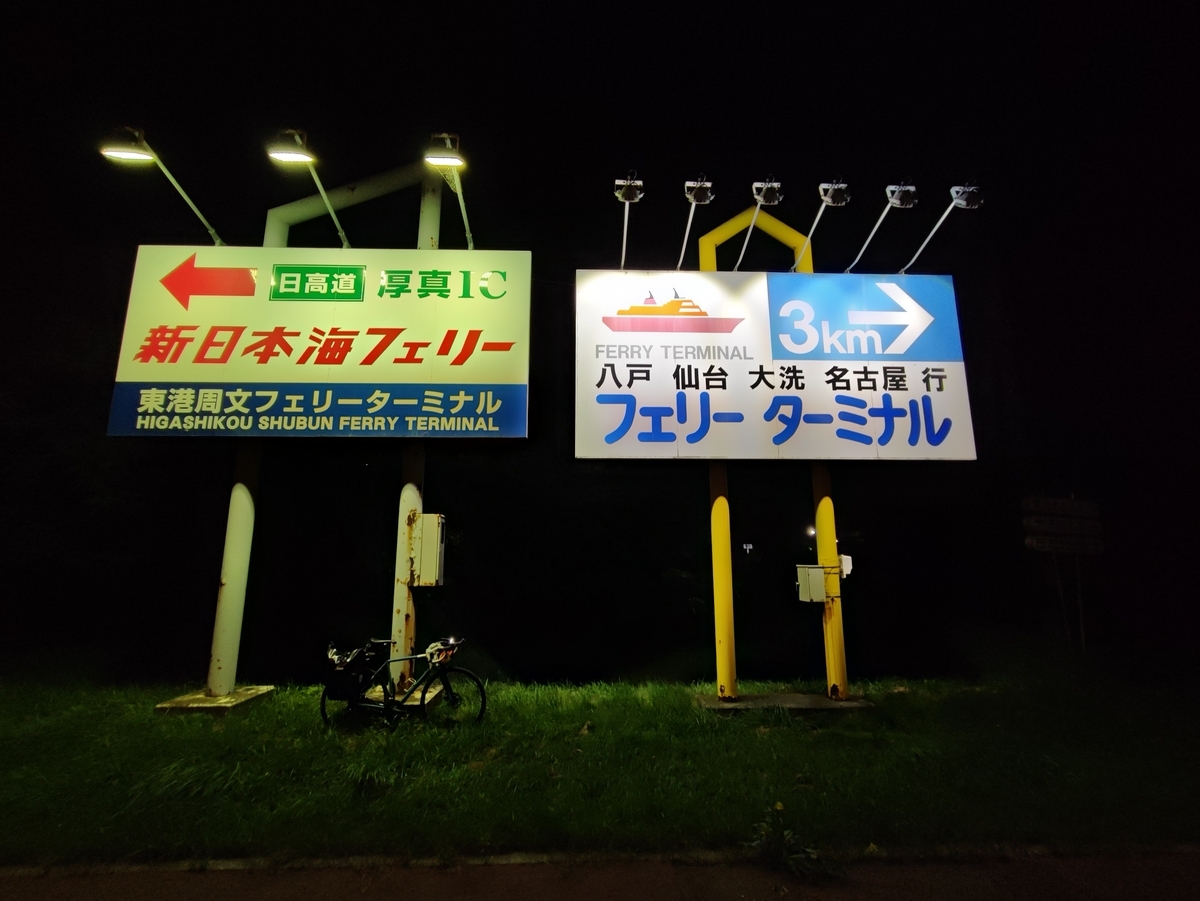 日高道 厚真IC
新日本海フェリー
東港周文フェリーターミナル
HIGASHIKOU SHUBUN FERRY TERMINAL
3km
FERRY TERMINAL
八戸 仙台 大洗 名古屋 行
フェリー ターミナル